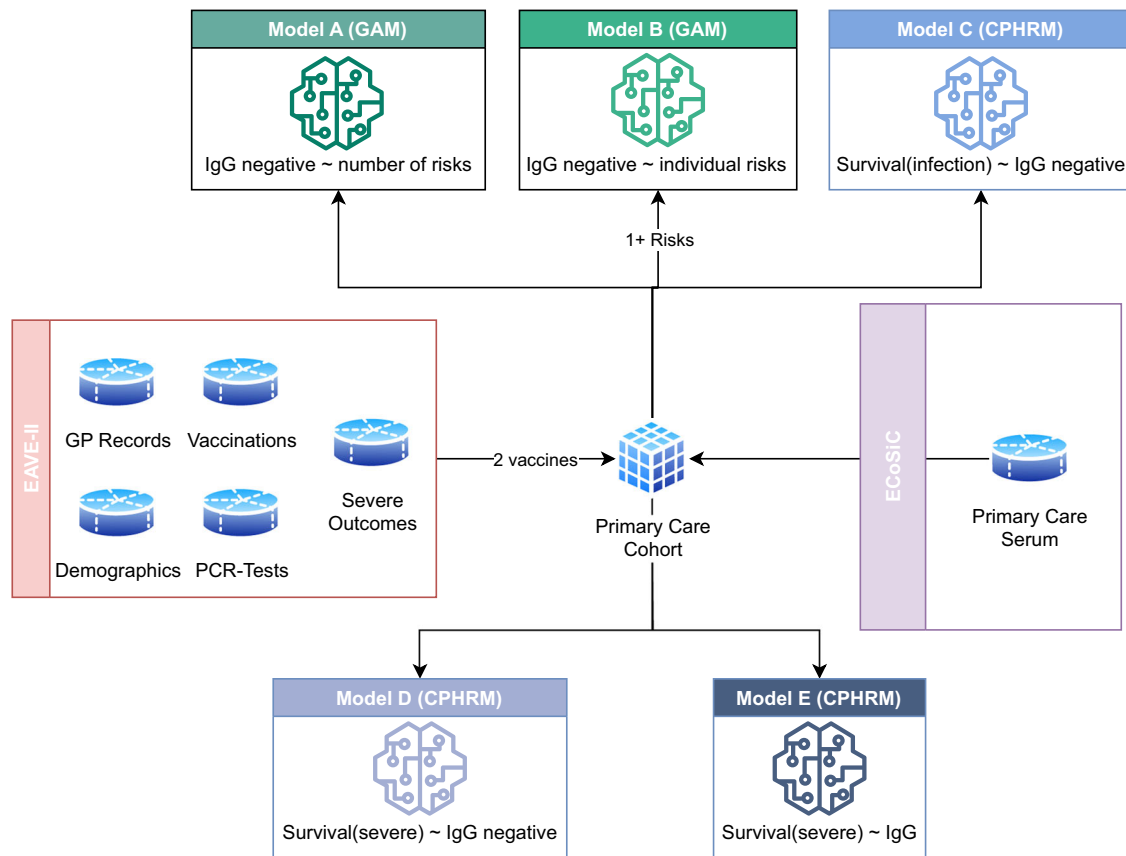 Model A (GAM)
IgG negative ~ number of risks
Model B (GAM)
IgG negative ~ individual risks
Model C (CPHRM)
Survival(infection) ~ IgG negative
1+ Risks
EAVE-II
GP Records
Vaccinations
Severe
Outcomes
Demographics
PCR-Tests
2 vaccines
Primary Care
Cohort
ECoSiC
Primary Care
Serum
Model D (CPHRM)
Survival(severe) ~ IgG negative
Model E (CPHRM)
Survival(severe) ~ IgG